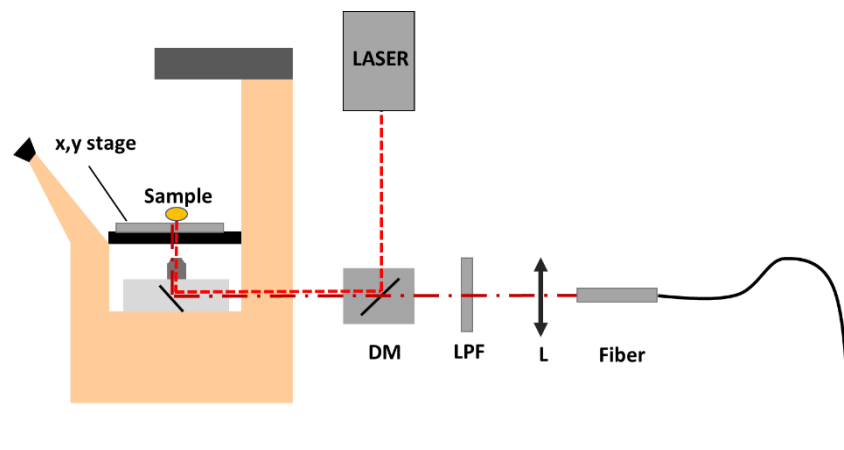 LASER
x,y stage
Sample
DM
LPF
L
Fiber